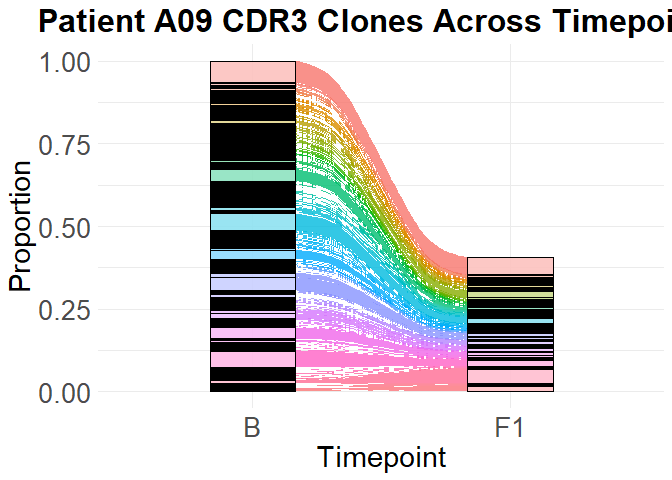 Patient A09 CDR3 Clones Across Timepoi
1.00
0.75
0.50
0.25
0.00
Proportion
B
F1
Timepoint